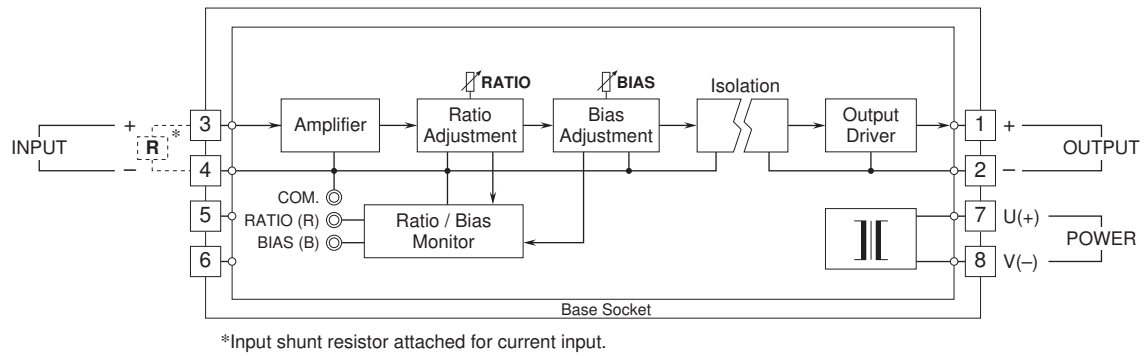 RATIO
BIAS
Isolation
Amplifier
Ratio
Adjustment
Bias
Adjustment
Output
Driver
INPUT
+
–
R
*
3
4
5
6
COM.
RATIO (R)
BIAS (B)
Ratio / Bias
Monitor
1
+
2
–
OUTPUT
7
U(+)
8
V(–)
POWER
Base Socket
*Input shunt resistor attached for current input.